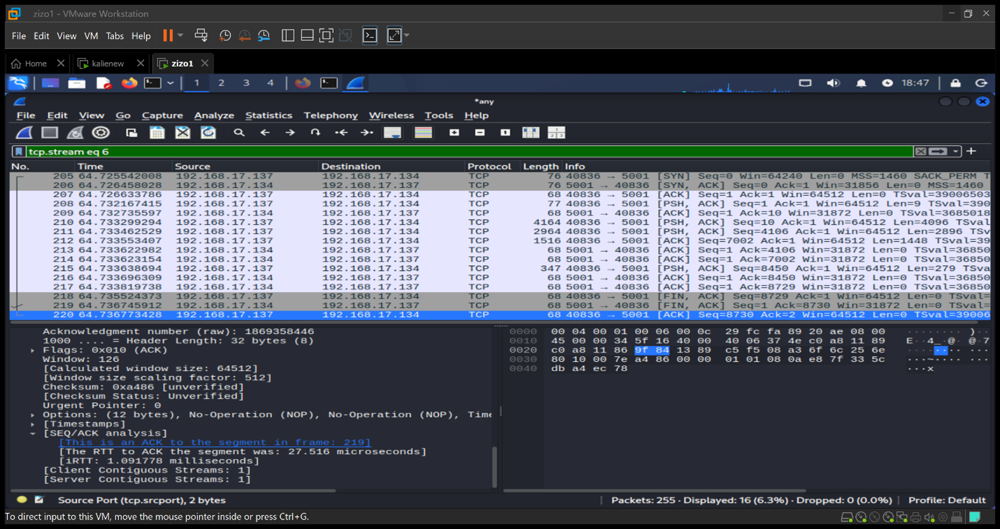 zizo1 - VMware Workstation
File Edit View VM Tabs Help
Home kalienew zizo1
1 2 3 4 18:47
*any
File Edit View Go Capture Analyze Statistics Telephony Wireless Tools Help
tcp.stream eq 6
No. Time Source Destination Protocol Length Info
205 64.725542008 192.168.17.137 192.168.17.134 TCP 76 40836 → 5001 [SYN] Seq=0 Win=64240 Len=0 MSS=1460 SACK_PERM T
206 64.726458028 192.168.17.134 192.168.17.137 TCP 76 5001 → 40836 [SYN, ACK] Seq=0 Ack=1 Win=31856 Len=0 MSS=1460
207 64.726633786 192.168.17.137 192.168.17.134 TCP 68 40836 → 5001 [ACK] Seq=1 Ack=1 Win=64512 Len=0 TSval=39006503
208 64.732167415 192.168.17.137 192.168.17.134 TCP 77 40836 → 5001 [PSH, ACK] Seq=1 Ack=1 Win=64512 Len=9 TSval=390
209 64.732735597 192.168.17.134 192.168.17.137 TCP 68 5001 → 40836 [ACK] Seq=1 Ack=10 Win=31872 Len=0 TSval=3685018
210 64.733299294 192.168.17.137 192.168.17.134 TCP 4164 40836 → 5001 [PSH, ACK] Seq=10 Ack=1 Win=64512 Len=4096 TSval
211 64.733462529 192.168.17.137 192.168.17.134 TCP 2964 40836 → 5001 [PSH, ACK] Seq=4106 Ack=1 Win=64512 Len=2896 TSv
212 64.733553407 192.168.17.137 192.168.17.134 TCP 1516 40836 → 5001 [ACK] Seq=7002 Ack=1 Win=64512 Len=1448 TSval=39
213 64.733622982 192.168.17.134 192.168.17.137 TCP 68 5001 → 40836 [ACK] Seq=1 Ack=4106 Win=31872 Len=0 TSval=36850
214 64.733623154 192.168.17.134 192.168.17.137 TCP 68 5001 → 40836 [ACK] Seq=1 Ack=7002 Win=31872 Len=0 TSval=36850
215 64.733638694 192.168.17.137 192.168.17.134 TCP 347 40836 → 5001 [PSH, ACK] Seq=8450 Ack=1 Win=64512 Len=279 TSva
216 64.733696309 192.168.17.134 192.168.17.137 TCP 68 5001 → 40836 [ACK] Seq=1 Ack=8450 Win=31872 Len=0 TSval=36850
217 64.733819738 192.168.17.134 192.168.17.137 TCP 68 5001 → 40836 [ACK] Seq=1 Ack=8729 Win=31872 Len=0 TSval=36850
218 64.735524373 192.168.17.137 192.168.17.134 TCP 68 40836 → 5001 [FIN, ACK] Seq=8729 Ack=1 Win=64512 Len=0 TSval=
219 64.736745912 192.168.17.134 192.168.17.137 TCP 68 5001 → 40836 [FIN, ACK] Seq=1 Ack=8730 Win=31872 Len=0 TSval=
220 64.736773428 192.168.17.137 192.168.17.134 TCP 68 40836 → 5001 [ACK] Seq=8730 Ack=2 Win=64512 Len=0 TSval=39006
Acknowledgment number (raw): 1869358446
1000 .... = Header Length: 32 bytes (8)
Flags: 0x010 (ACK)
Window: 126
[Calculated window size: 64512]
[Window size scaling factor: 512]
Checksum: 0xa486 [unverified]
[Checksum Status: Unverified]
Urgent Pointer: 0
Options: (12 bytes), No-Operation (NOP), No-Operation (NOP), Time
[Timestamps]
[SEQ/ACK analysis]
[This is an ACK to the segment in frame: 219]
[The RTT to ACK the segment was: 27.516 microseconds]
[iRTT: 1.091778 milliseconds]
[Client Contiguous Streams: 1]
[Server Contiguous Streams: 1]
0000 00 04 00 01 00 06 00 0c 29 fc fa 89 20 ae 08 00 ········ )·· ···
0010 45 00 00 34 5f 16 40 00 40 06 37 4e c0 a8 11 89 E··4_·@· @·7
0020 c0 a8 11 86 9f 84 13 89 c5 f5 08 a3 6f 6c 25 6e
0030 80 10 00 7e a4 86 00 00 01 01 08 0a e8 7f 33 5c ···~···· ···
0040 db a4 ec 78 ···x
Source Port (tcp.srcport), 2 bytes
Packets: 255 · Displayed: 16 (6.3%) · Dropped: 0 (0.0%) Profile: Default
To direct input to this VM, move the mouse pointer inside or press Ctrl+G.